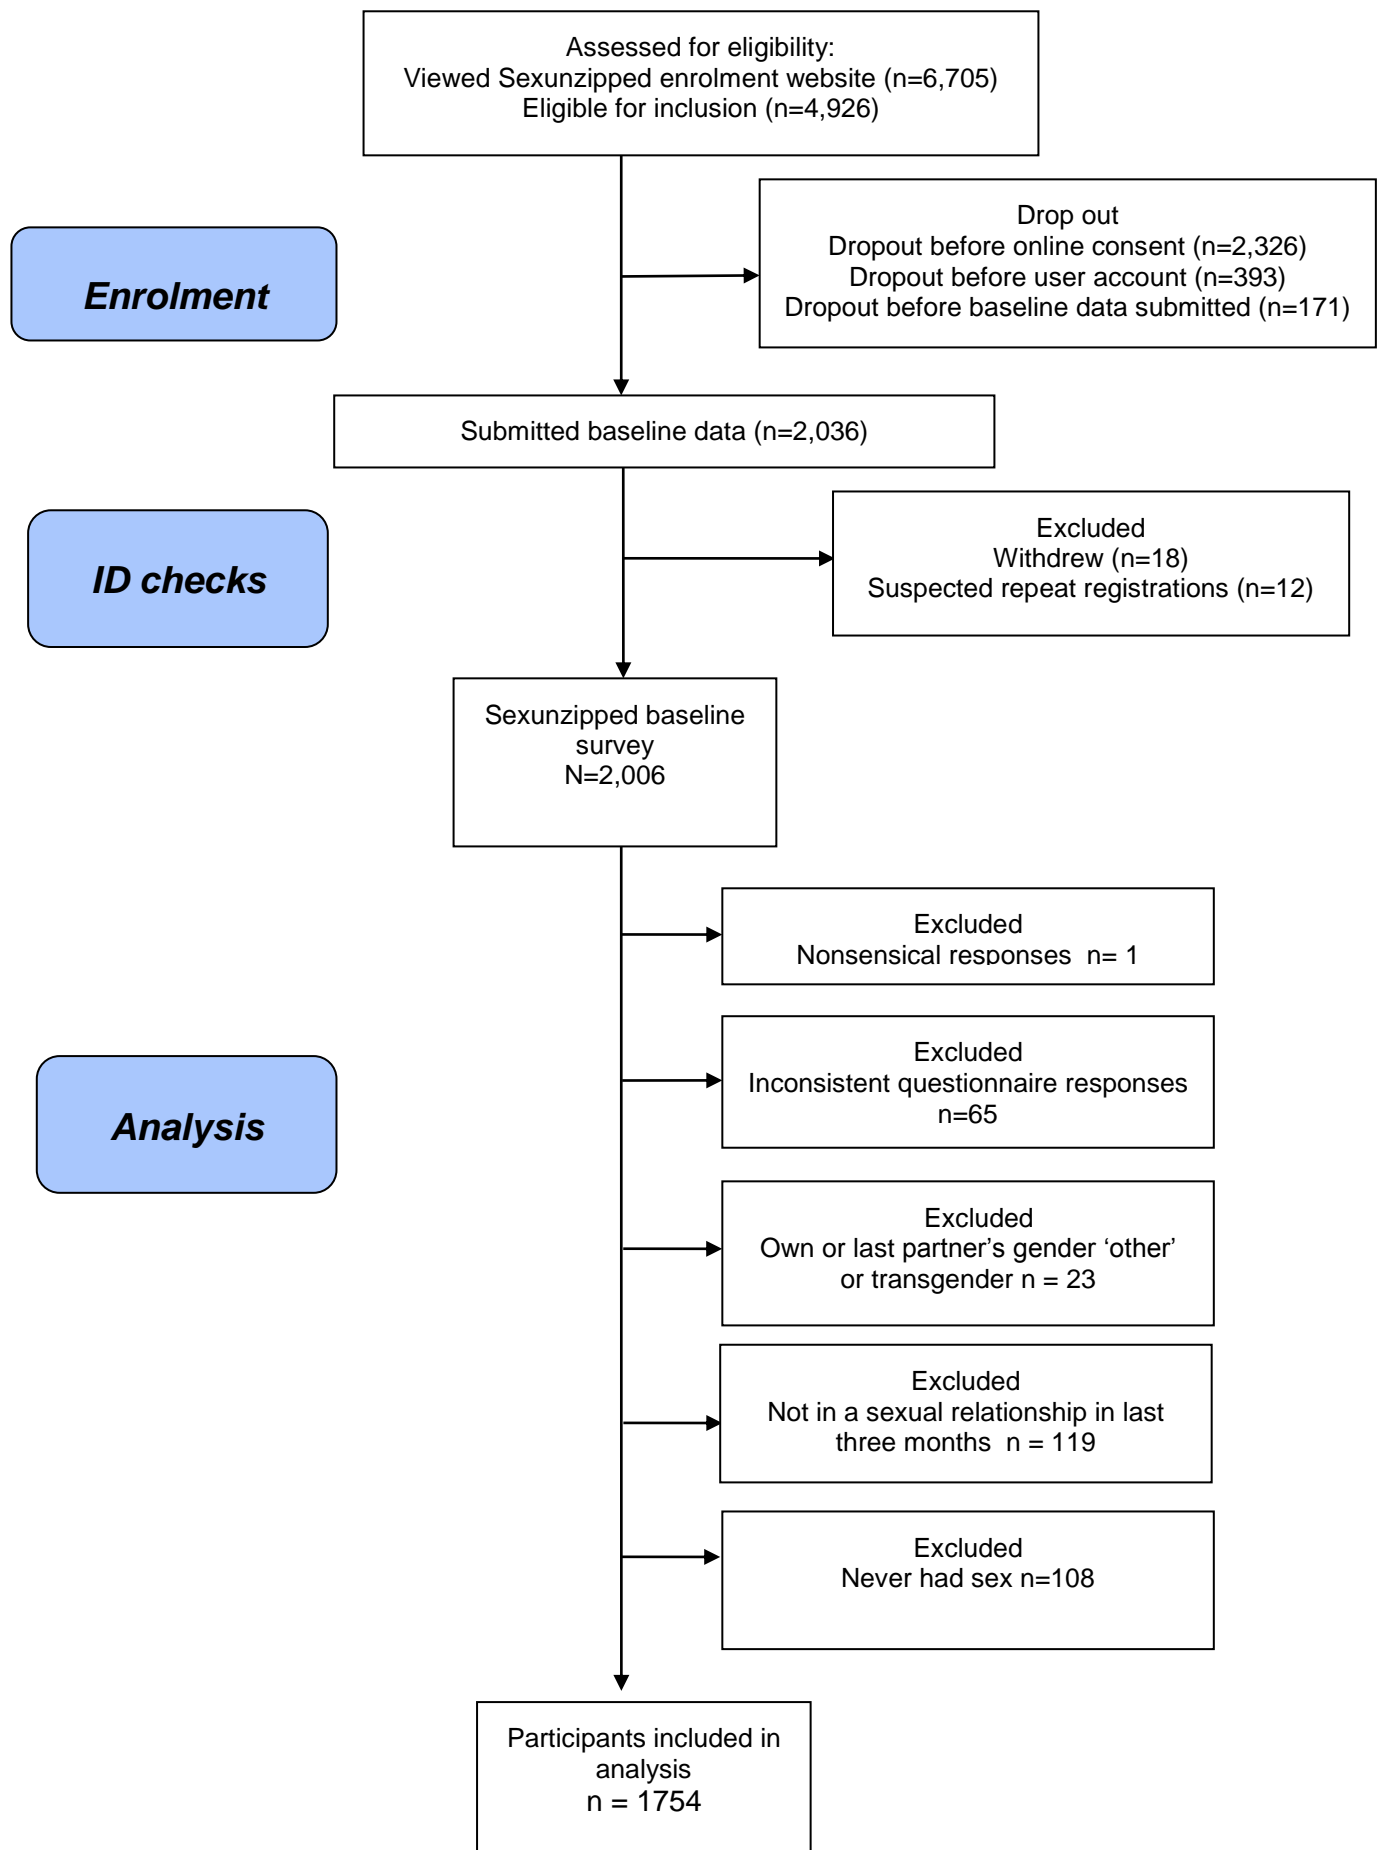 Assessed for eligibility:
Viewed Sexunzipped enrolment website (n=6,705)
Eligible for inclusion (n=4,926)
Drop out
Dropout before online consent (n=2,326)
Dropout before user account (n=393)
Dropout before baseline data submitted (n=171)
Enrolment
Submitted baseline data (n=2,036)
Excluded
Withdrew (n=18)
Suspected repeat registrations (n=12)
ID checks
Sexunzipped baseline
survey
N=2,006
Excluded
Nonsensical responses  n= 1
Excluded
Inconsistent questionnaire responses
n=65
Analysis
Excluded
Own or last partner’s gender ‘other’
or transgender n = 23
Excluded
Not in a sexual relationship in last
three months  n = 119
Excluded
Never had sex n=108
Participants included in
analysis
n = 1754